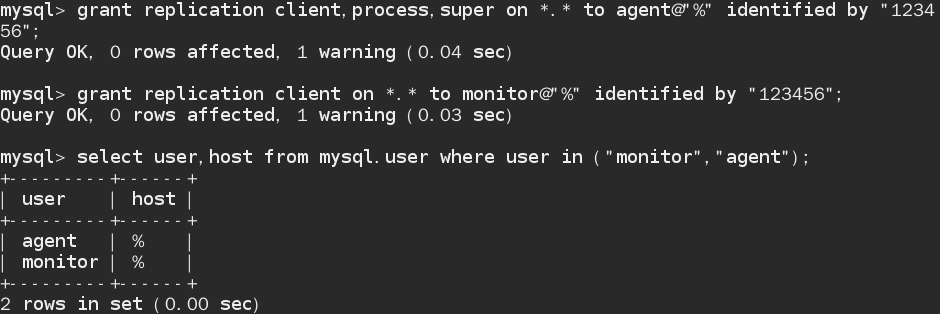 mysql> grant replication client,process,super on *.* to agent@"%" identified by "1234
56";
Query OK, 0 rows affected, 1 warning (0.04 sec)
mysql> grant replication client on *.* to monitor@"%" identified by "123456";
Query OK, 0 rows affected, 1 warning (0.03 sec)
mysql> select user,host from mysql.user where user in ("monitor","agent");
+---------+------+
| user    | host |
+---------+------+
| agent   | %    |
| monitor | %    |
+---------+------+
2 rows in set (0.00 sec)